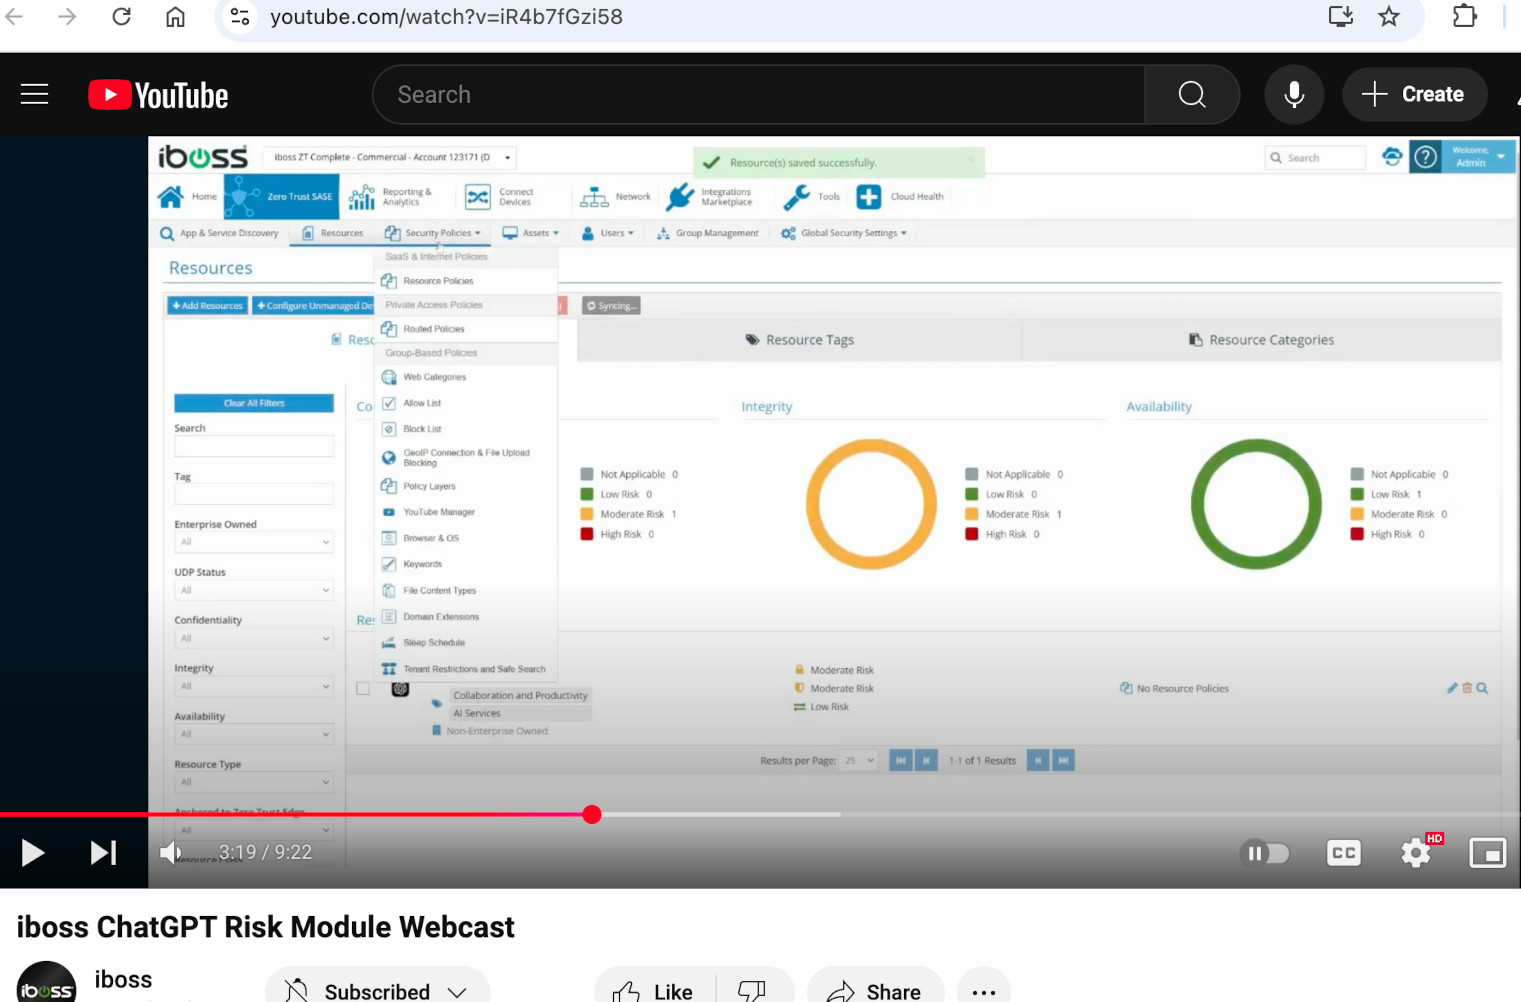 youtube.com/watch?v=iR4b7fGzi58
YouTube
Search
Create
iboss
iboss ZT Complete - Commercial - Account 123171 (D
Resource(s) saved successfully.
Search
Welcome,
Admin
Home
Zero Trust SASE
Reporting &
Analytics
Connect
Devices
Network
Integrations
Marketplace
Tools
Cloud Health
App & Service Discovery
Resources
Security Policies
Assets
Users
Group Management
Global Security Settings
SaaS & Internet Policies
Resources
Resource Policies
+ Add Resources
+ Configure Unmanaged De
Private Access Policies
Syncing...
Routed Policies
Reso
Resource Tags
Resource Categories
Group-Based Policies
Web Categories
Allow List
Block List
GeoIP Connection & File Upload
Blocking
Policy Layers
YouTube Manager
Browser & OS
Keywords
File Content Types
Domain Extensions
Sleep Schedule
Tenant Restrictions and Safe Search
Clear All Filters
Search
Tag
Enterprise Owned
All
UDP Status
All
Confidentiality
All
Integrity
All
Availability
All
Resource Type
All
Anchored to Zero Trust Edge
All
Resource Class
Co
Not Applicable 0
Low Risk 0
Moderate Risk 1
High Risk 0
Integrity
Not Applicable 0
Low Risk 0
Moderate Risk 1
High Risk 0
Availability
Not Applicable 0
Low Risk 1
Moderate Risk 0
High Risk 0
Res
Collaboration and Productivity
AI Services
Non-Enterprise Owned
Moderate Risk
Moderate Risk
Low Risk
No Resource Policies
Results per Page: 25
1-1 of 1 Results
3:19 / 9:22
CC
HD
iboss ChatGPT Risk Module Webcast
iboss
iboss
Subscribed
Like
Share